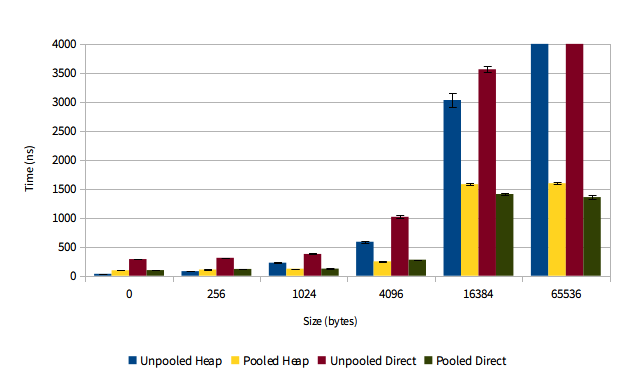 4000
3500
3000
2500
2000
1500
1000
500
0
Time (ns)
0 256 1024 4096 16384 65536
Size (bytes)
Unpooled Heap Pooled Heap Unpooled Direct Pooled Direct